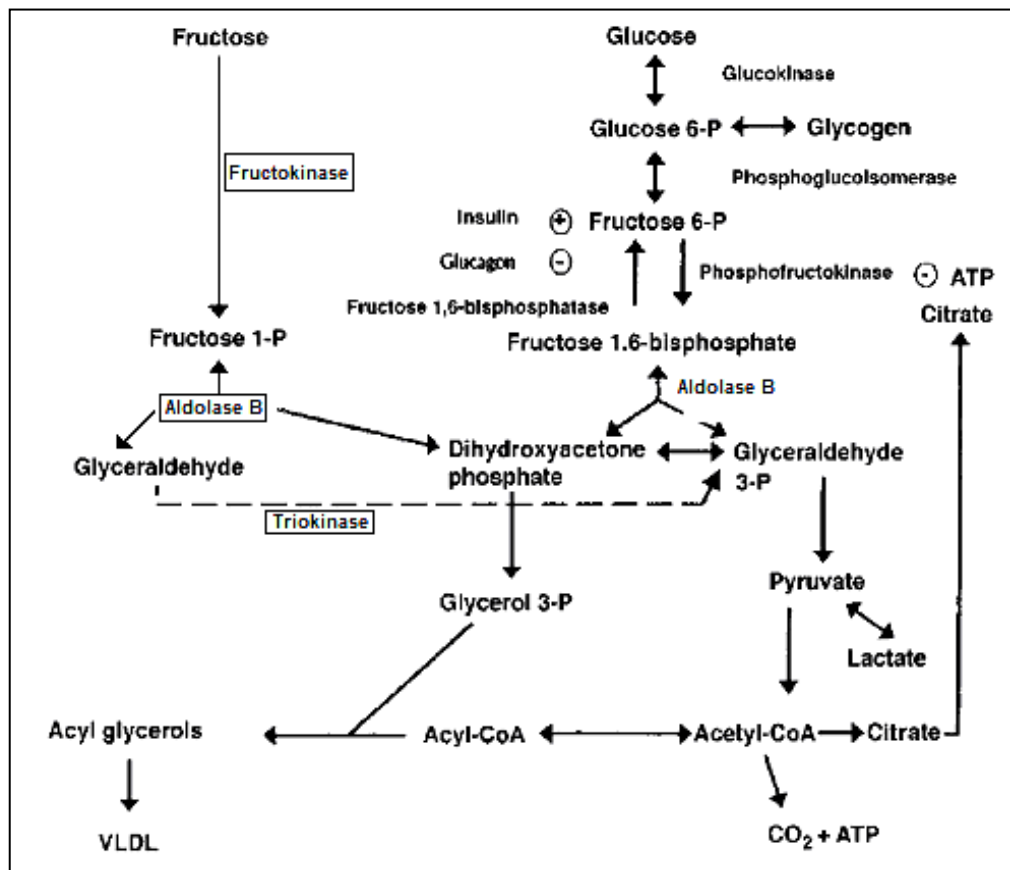 Fructose
Glucose
Glucokinase
Glucose 6-P
Glycogen
Fructokinase
PhosphoglucoIsomerase
Insulin
+
Fructose 6-P
Glucagon
-
Phosphofructokinase
-
ATP
Citrate
Fructose 1,6-bisphosphatase
Fructose 1-P
Fructose 1.6-bisphosphate
Aldolase B
Aldolase B
Glyceraldehyde
Dihydroxyacetone
phosphate
Glyceraldehyde
3-P
Triokinase
Pyruvate
Glycerol 3-P
Lactate
Acyl glycerols
Acyl-CoA
Acetyl-CoA
Citrate
VLDL
CO2 + ATP